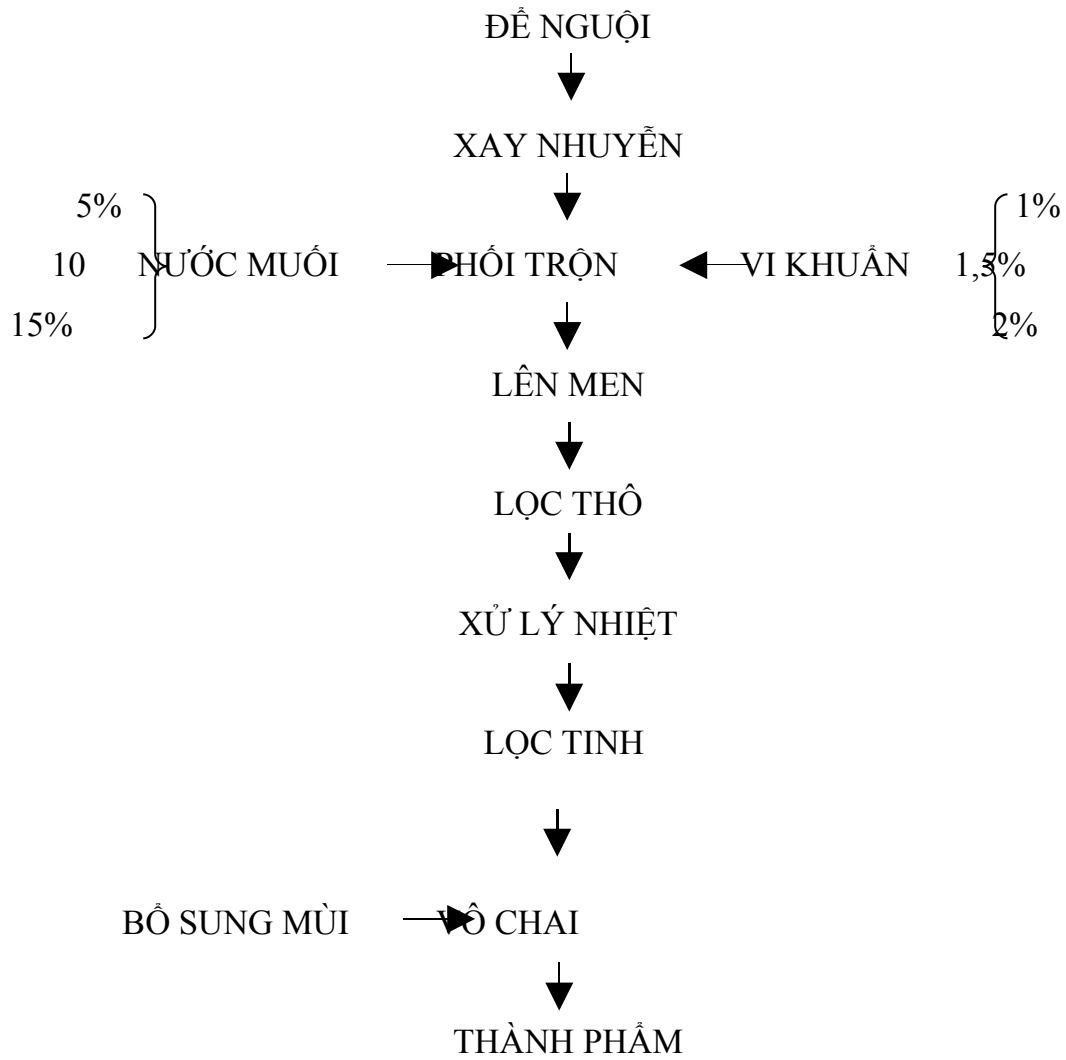 ĐỂ NGUỘI
XAY NHUYỄN
5% 1%
10 NƯỚC MUỐI PHỐI TRỘN VI KHUẨN 1,5%
15% 2%
LÊN MEN
LỌC THÔ
XỬ LÝ NHIỆT
LỌC TINH
BỔ SUNG MÙI VÔ CHAI
THÀNH PHẨM